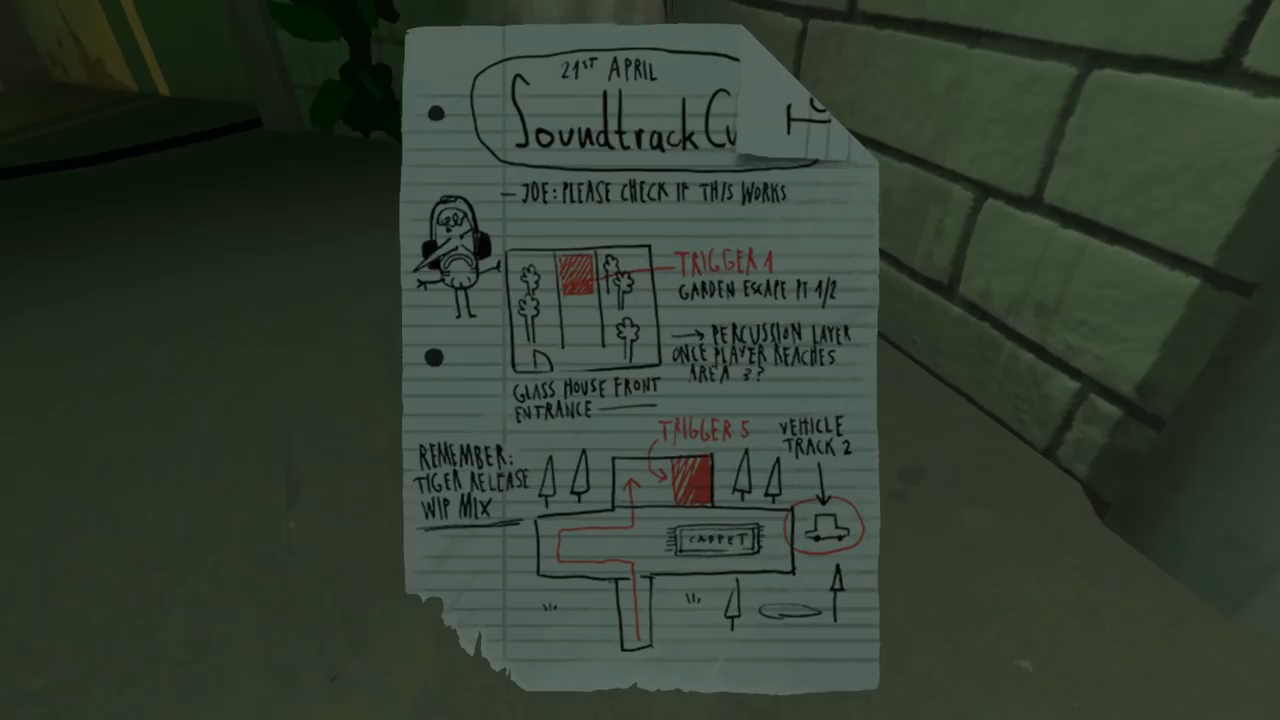 21ST APRIL
Soundtrack
- JOE: PLEASE CHECK IF THIS WORKS
TRIGGER 1
GARDEN ESCAPE PT 1/2
→ PERCUSSION LAYER
ONCE PLAYER REACHES
AREA 3?
GLASS HOUSE FRONT
ENTRANCE
TRIGGER 5
VEHICLE
TRACK 2
REMEMBER:
TIGER RELEASE
WIP MIX
CARPET